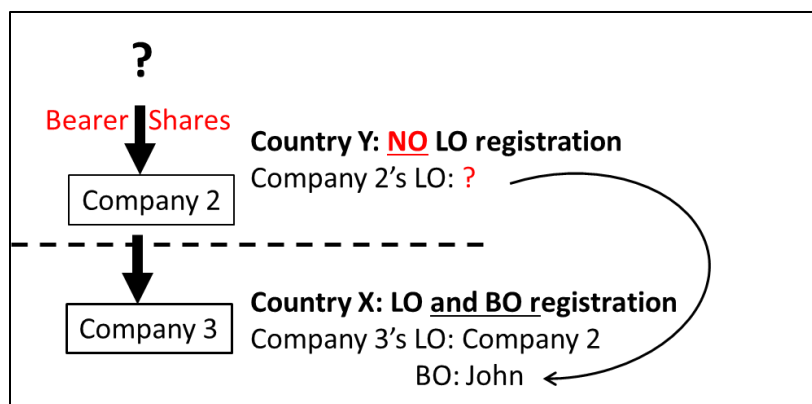 ?
Bearer Shares
Country Y: NO LO registration
Company 2's LO: ?
Company 2
Country X: LO and BO registration
Company 3
Company 3's LO: Company 2
BO: John